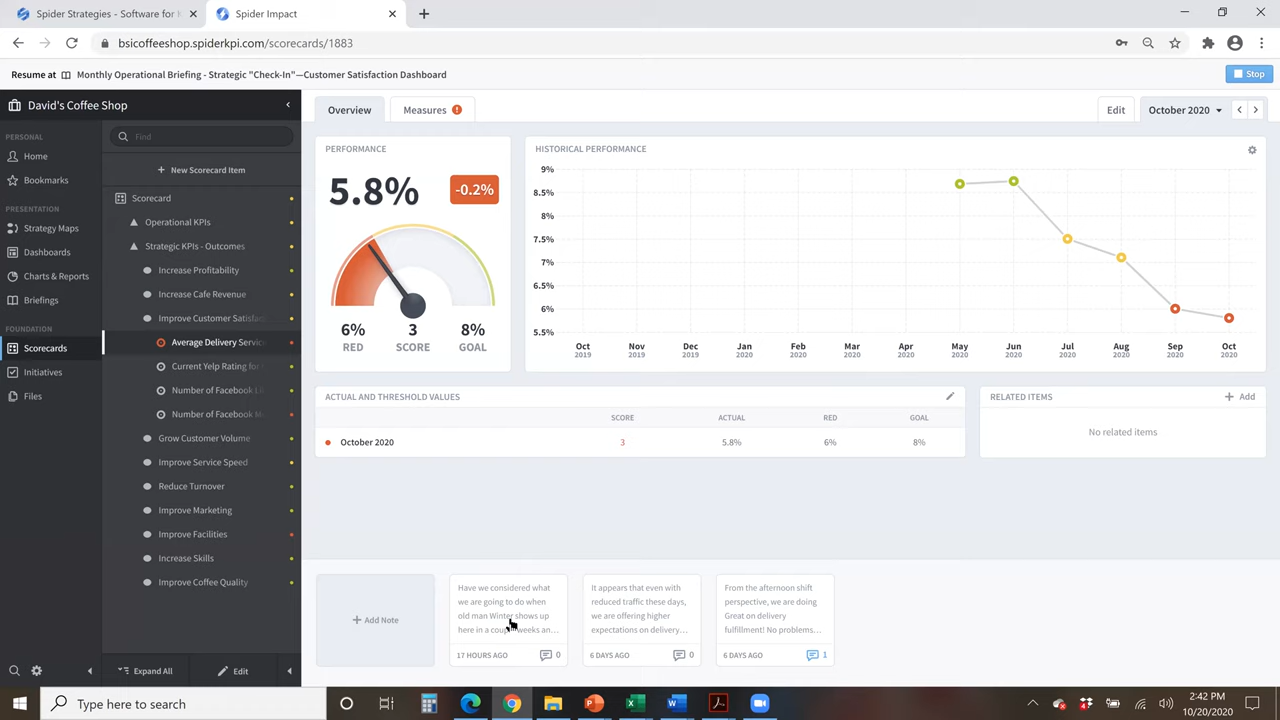 Spider Strategies - Software for K
Spider Impact
bsicoffeeshop.spiderkpi.com/scorecards/1883
Resume at Monthly Operational Briefing - Strategic "Check-In"—Customer Satisfaction Dashboard
Stop
David's Coffee Shop
PERSONAL
Home
Bookmarks
PRESENTATION
Strategy Maps
Dashboards
Charts & Reports
Briefings
FOUNDATION
Scorecards
Initiatives
Files
Find
New Scorecard Item
Scorecard
Operational KPIs
Strategic KPIs - Outcomes
Increase Profitability
Increase Cafe Revenue
Improve Customer Satisfac
Average Delivery Servic
Current Yelp Rating for
Number of Facebook Li
Number of Facebook M
Grow Customer Volume
Improve Service Speed
Reduce Turnover
Improve Marketing
Improve Facilities
Increase Skills
Improve Coffee Quality
Expand All
Edit
Overview
Measures
Edit
October 2020
PERFORMANCE
5.8%
-0.2%
6% 3 8%
RED SCORE GOAL
HISTORICAL PERFORMANCE
9%
8.5%
8%
7.5%
7%
6.5%
6%
5.5%
Oct Nov Dec Jan Feb Mar Apr May Jun Jul Aug Sep Oct
2019 2019 2019 2020 2020 2020 2020 2020 2020 2020 2020 2020 2020
ACTUAL AND THRESHOLD VALUES
SCORE ACTUAL RED GOAL
October 2020 3 5.8% 6% 8%
RELATED ITEMS
Add
No related items
Add Note
Have we considered what
we are going to do when
old man Winter shows up
here in a couple weeks an...
17 HOURS AGO 0
It appears that even with
reduced traffic these days,
we are offering higher
expectations on delivery...
6 DAYS AGO 0
From the afternoon shift
perspective, we are doing
Great on delivery
fulfillment! No problems...
6 DAYS AGO 1
Type here to search
2:42 PM
10/20/2020